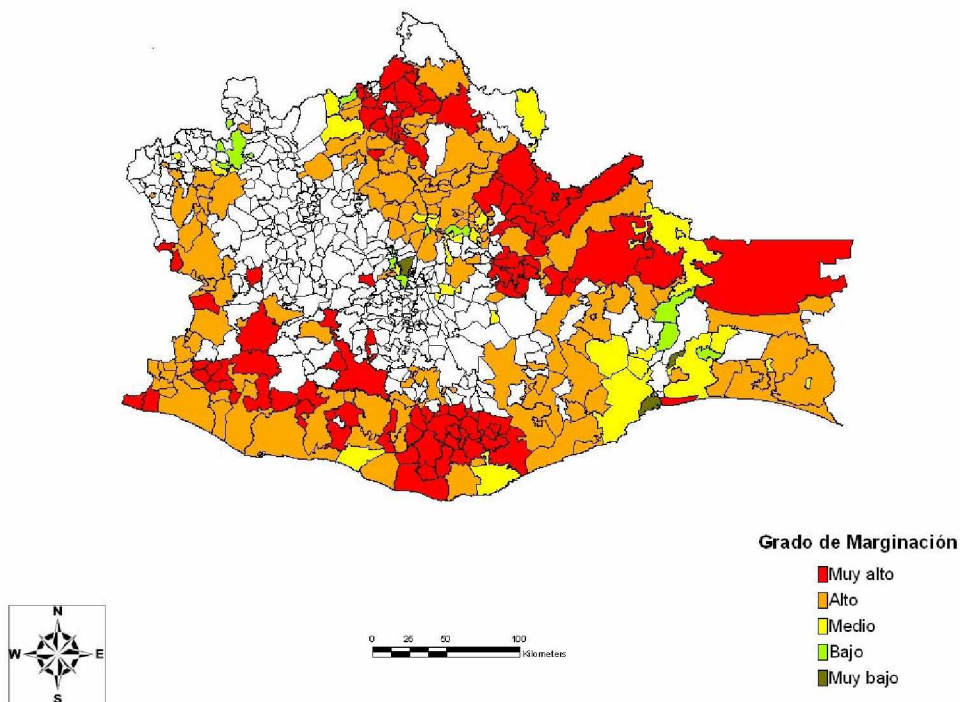 Grado de Marginación
Muy alto
Alto
Medio
Bajo
Muy bajo
N
W E
S
0 25 50 100
Kilometers